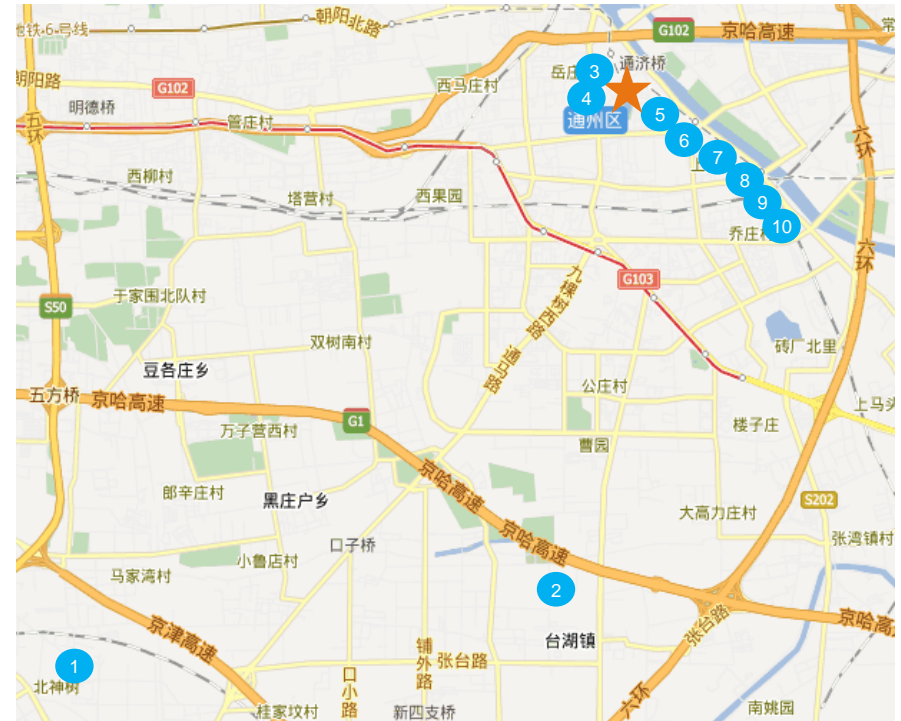 朝阳北路
地铁6号线
G102
京哈高速
常
通济桥
岳庄
3
朝阳路
G102
西马庄村
4
5
明德桥
五环
管庄村
通州区
6
六环
7
上
西柳村
塔营村
西果园
8
9
10
乔庄村
六环
G103
九棵树西路
于家围北队村
S50
双树南村
通马路
砖厂北里
豆各庄乡
公庄村
五方桥
京哈高速
G1
上马头
万子营西村
楼子庄
曹园
京哈高速
郎辛庄村
黑庄户乡
S202
大高力庄村
京哈高速
口子桥
张湾镇村
小鲁店村
马家湾村
2
京哈高速
京津高速
张台路
台湖镇
1
铺外路
张台路
北神树
口小路
六环
桂家坟村
新四支桥
南姚园